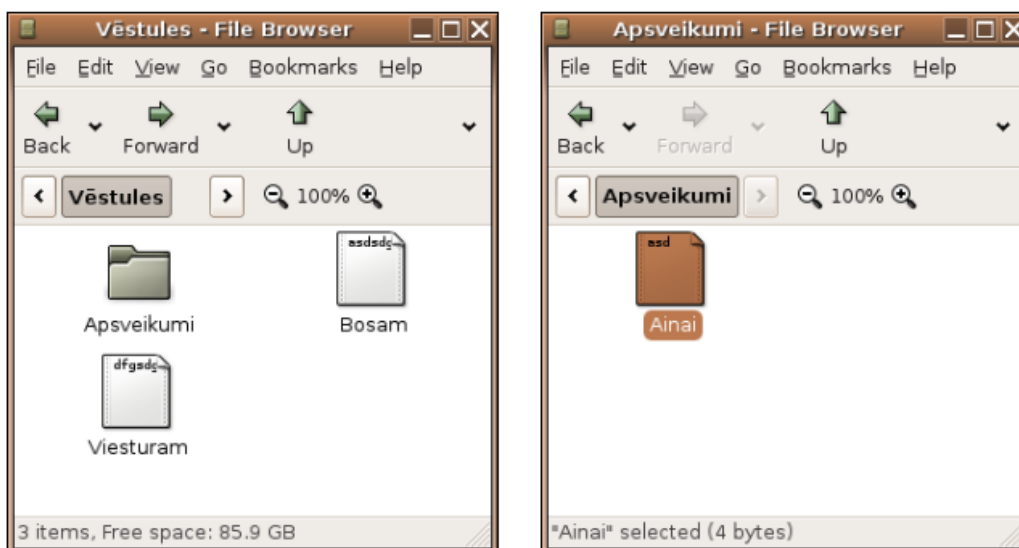 Vēstules - File Browser
File Edit View Go Bookmarks Help
Back Forward Up
Vēstules 100%
asdsdg
Apsveikumi Bosam
dfgsdg
Viesturam
3 items, Free space: 85.9 GB
Apsveikumi - File Browser
File Edit View Go Bookmarks Help
Back Forward Up
Apsveikumi 100%
asd
Ainai
"Ainai" selected (4 bytes)